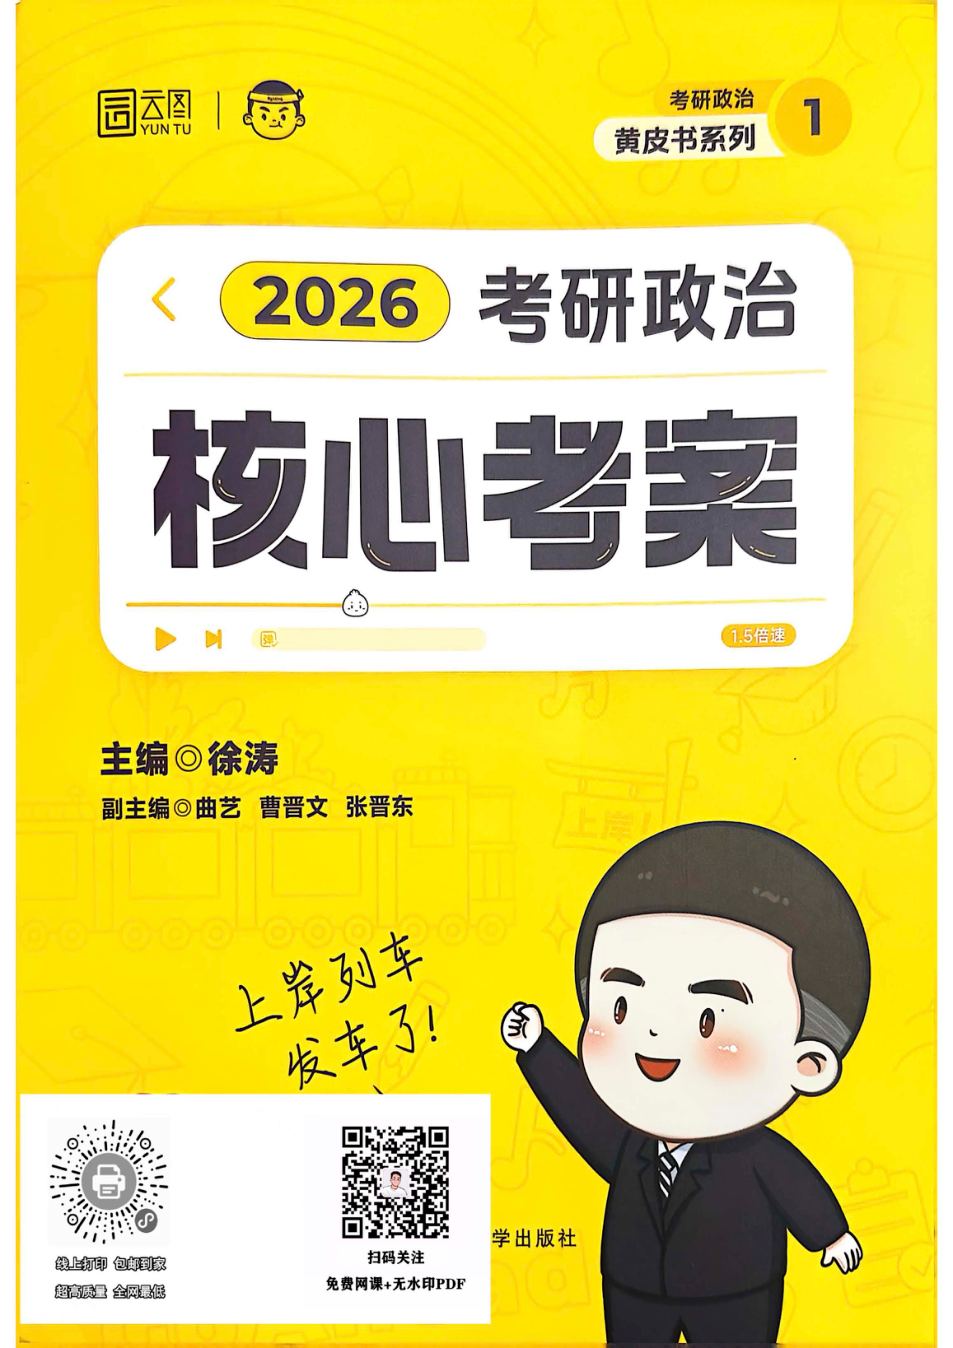 云图
YUN TU
考研政治
黄皮书系列
1
2026 考研政治
核心考案
弹
1.5倍速
主编◎徐涛
副主编◎曲艺 曹晋文 张晋东
上岸
上岸列车
发车了!
学出版社
线上打印 包邮到家
超高质量 全网最低
扫码关注
免费网课+无水印PDF